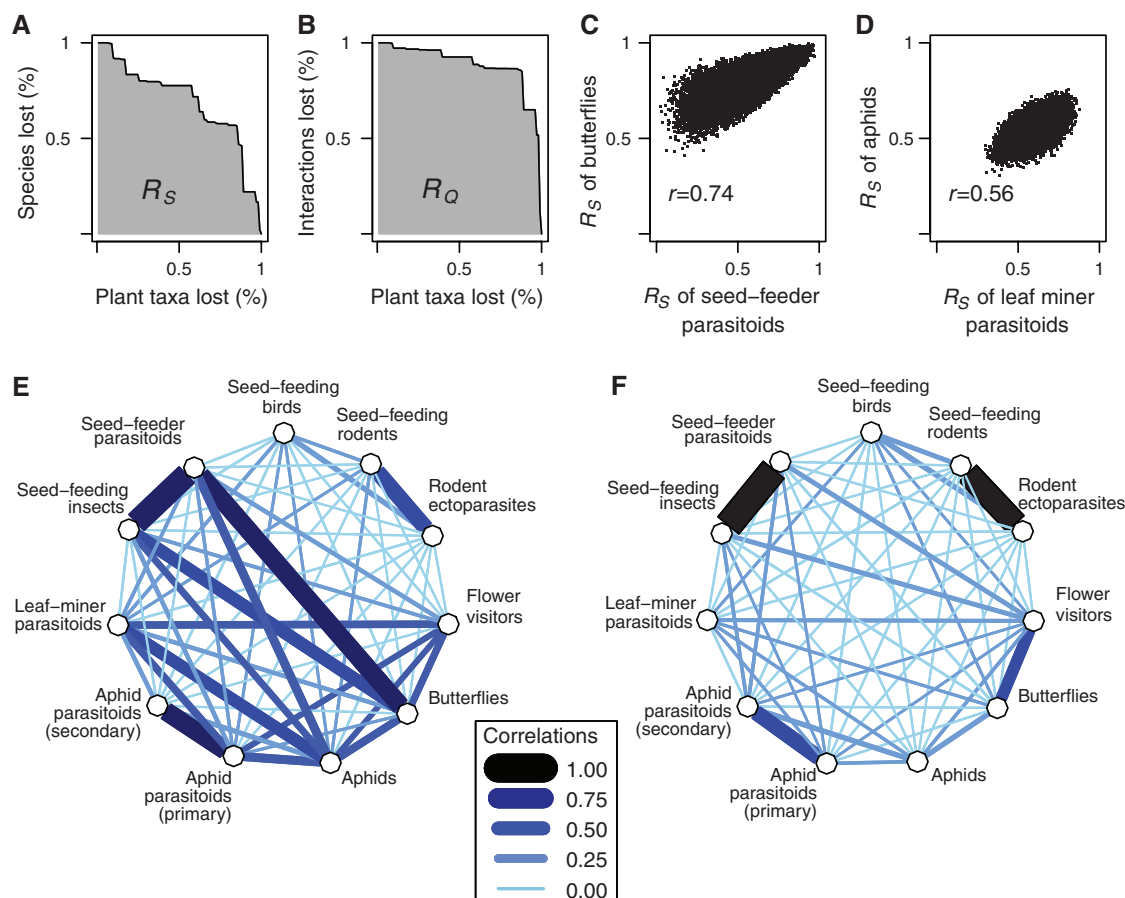 A
1
0.5
Species lost (%)
R_S
0.5
1
Plant taxa lost (%)
B
1
0.5
Interactions lost (%)
R_Q
0.5
1
Plant taxa lost (%)
C
1
0.5
R_S of butterflies
r=0.74
0.5
1
R_S of seed−feeder
parasitoids
D
1
0.5
R_S of aphids
r=0.56
0.5
1
R_S of leaf miner
parasitoids
E
Seed−feeding
birds
Seed−feeding
rodents
Rodent
ectoparasites
Flower
visitors
Butterflies
Aphids
Aphid
parasitoids
(primary)
Aphid
parasitoids
(secondary)
Leaf−miner
parasitoids
Seed−feeding
insects
Seed−feeder
parasitoids
Correlations
1.00
0.75
0.50
0.25
0.00
F
Seed−feeding
birds
Seed−feeding
rodents
Rodent
ectoparasites
Flower
visitors
Butterflies
Aphids
Aphid
parasitoids
(primary)
Aphid
parasitoids
(secondary)
Leaf−miner
parasitoids
Seed−feeding
insects
Seed−feeder
parasitoids